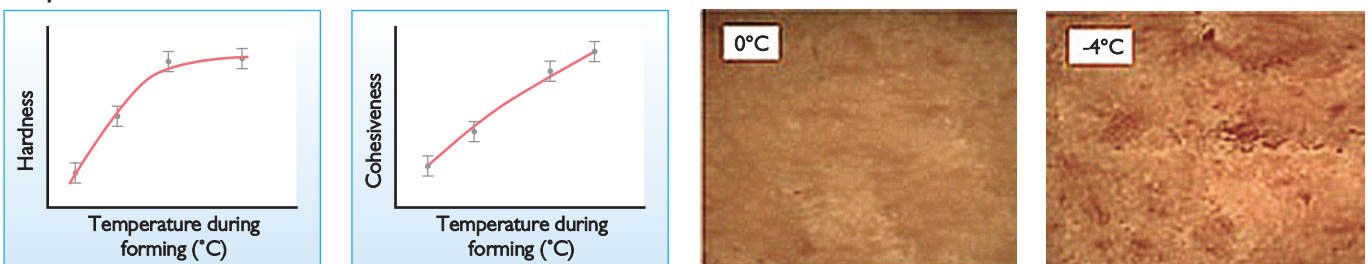 Hardness
Temperature during
forming (°C)
Cohesiveness
Temperature during
forming (°C)
0°C
-4°C